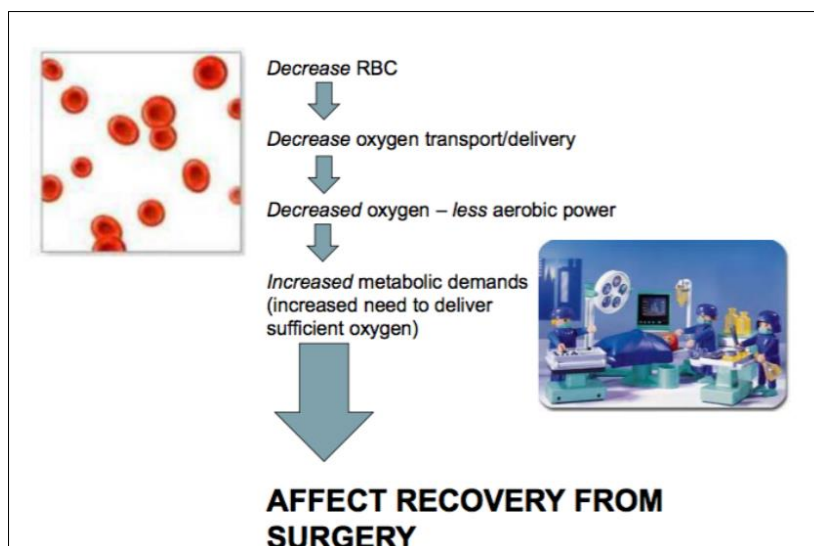 Decrease RBC
Decrease oxygen transport/delivery
Decreased oxygen – less aerobic power
Increased metabolic demands
(increased need to deliver
sufficient oxygen)
AFFECT RECOVERY FROM
SURGERY